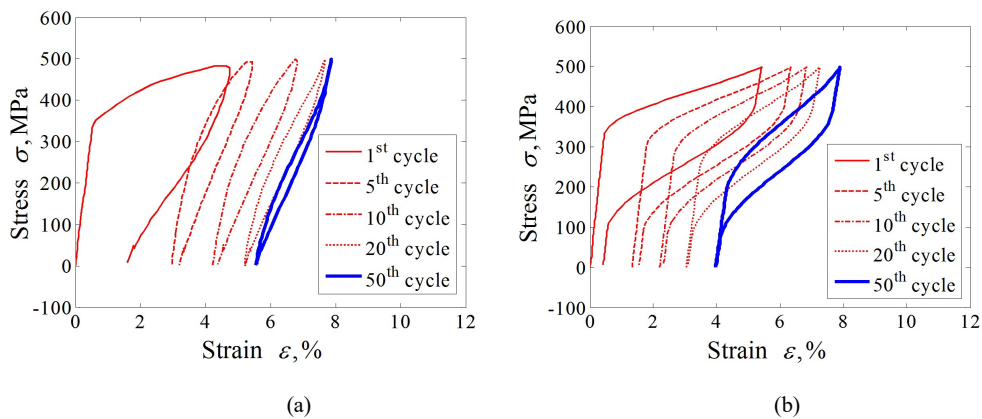 (a)
600
500
400
300
200
100
0
-100
Stress σ, MPa
0 2 4 6 8 10 12
Strain ε, %
1st cycle
5th cycle
10th cycle
20th cycle
50th cycle
(a)
(b)
600
500
400
300
200
100
0
-100
Stress σ, MPa
0 2 4 6 8 10 12
Strain ε, %
1st cycle
5th cycle
10th cycle
20th cycle
50th cycle
(b)